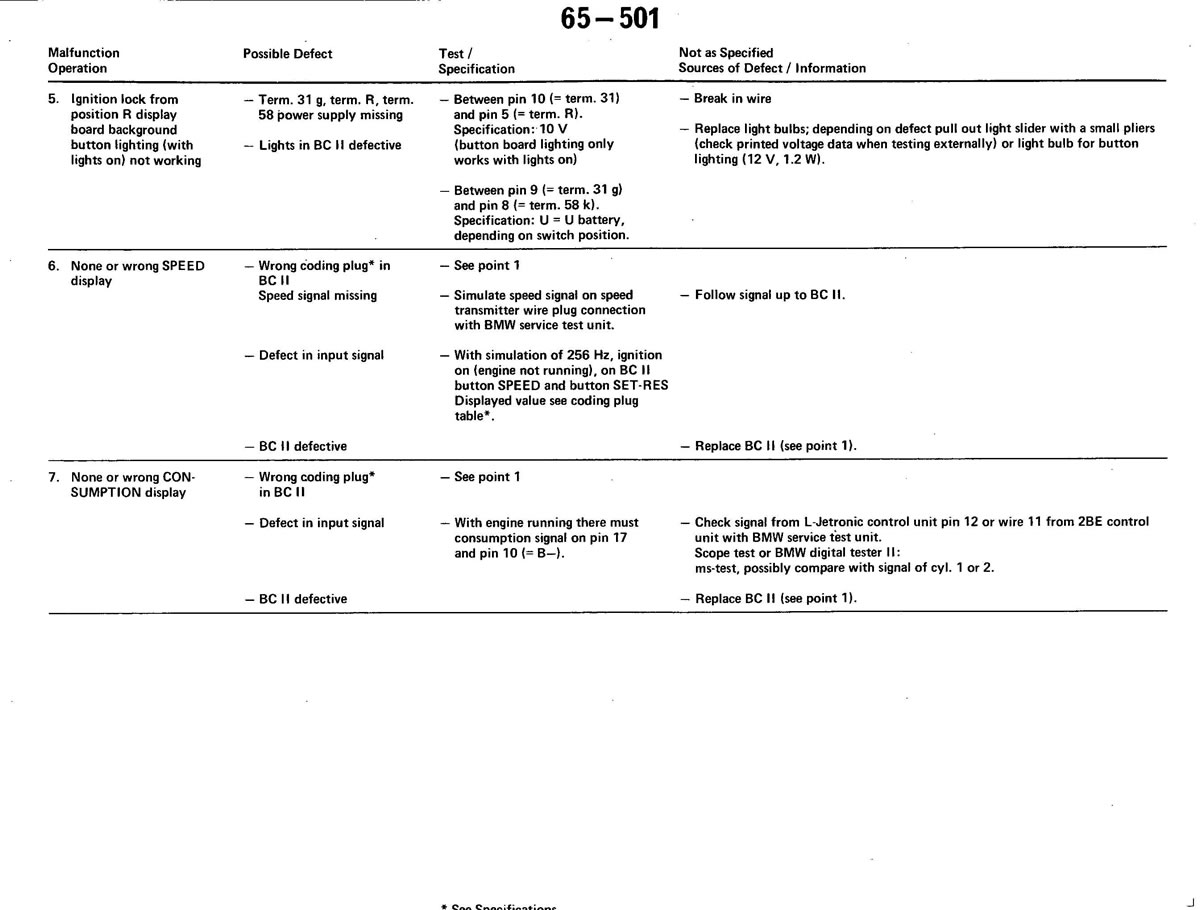 65—501
Malfunction
Operation
Possible Defect
Test /
Specification
Not as Specified
Sources of Defect / Information
5. Ignition lock from
position R display
board background
button lighting (with
lights on) not working
— Term. 31 g, term. R, term.
58 power supply missing
— Lights in BC II defective
— Between pin 10 (= term. 31)
and pin 5 (= term. R).
Specification: 10 V
(button board lighting only
works with lights on)
— Between pin 9 (= term. 31 g)
and pin 8 (= term. 58 k).
Specification: U = U battery,
depending on switch position.
— Break in wire
— Replace light bulbs; depending on defect pull out light slider with a small pliers
(check printed voltage data when testing externally) or light bulb for button
lighting (12 V, 1.2 W).
6. None or wrong SPEED
display
— Wrong coding plug* in
BC II
Speed signal missing
— Defect in input signal
— BC II defective
— See point 1
— Simulate speed signal on speed
transmitter wire plug connection
with BMW service test unit.
— With simulation of 256 Hz, ignition
on (engine not running), on BC II
button SPEED and button SET-RES
Displayed value see coding plug
table*.
— Follow signal up to BC II.
— Replace BC II (see point 1).
7. None or wrong CON-
SUMPTION display
— Wrong coding plug*
in BC II
— Defect in input signal
— BC II defective
— See point 1
— With engine running there must
consumption signal on pin 17
and pin 10 (= B—).
— Check signal from L-Jetronic control unit pin 12 or wire 11 from 2BE control
unit with BMW service test unit.
Scope test or BMW digital tester II:
ms-test, possibly compare with signal of cyl. 1 or 2.
— Replace BC II (see point 1).
* See Specifications